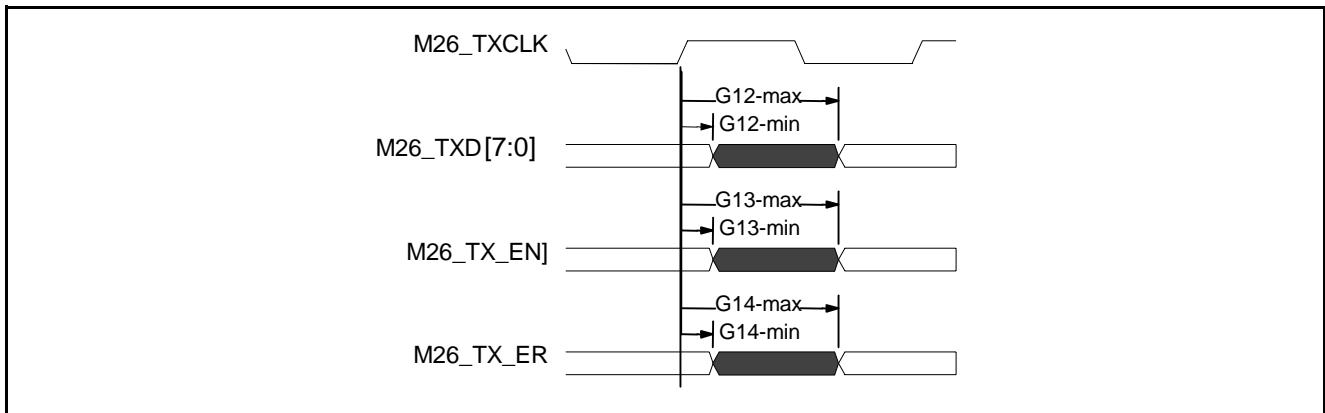 M26_TXCLK
G12-max
G12-min
M26_TXD[7:0]
G13-max
G13-min
M26_TX_EN]
G14-max
G14-min
M26_TX_ER